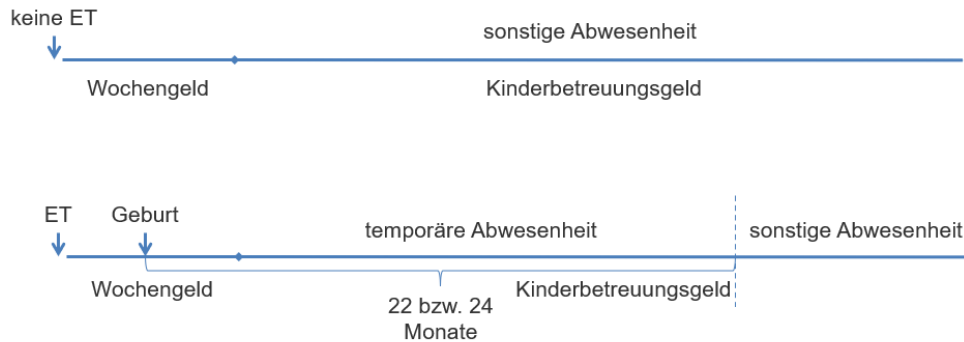 keine ET
sonstige Abwesenheit
Wochengeld
Kinderbetreuungsgeld
ET
Geburt
temporäre Abwesenheit
sonstige Abwesenheit
Wochengeld
Kinderbetreuungsgeld
22 bzw. 24
Monate